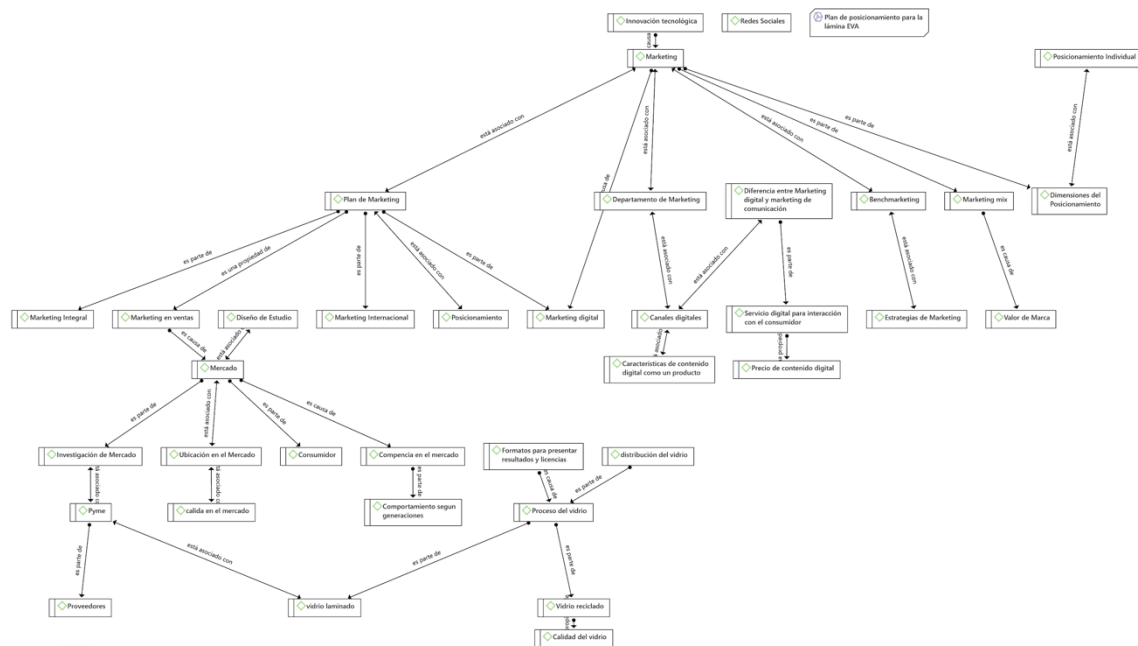 Innovación tecnológica
Redes Sociales
Plan de posicionamiento para la
lámina EVA
causa
Marketing
Posicionamiento Individual
está asociado con
está asociado con
está asociado con
es parte de
es parte de
está asociado con
causa de
Plan de Marketing
Departamento de Marketing
Diferencia entre Marketing
digital y marketing de
comunicación
Benchmarketing
Marketing mix
Dimensiones del
Posicionamiento
es parte de
es una propiedad de
es parte de
está asociado con
es parte de
está asociado con
está asociado con
es parte de
está asociado con
es causa de
Marketing Integral
Marketing en ventas
Diseño de Estudio
Marketing Internacional
Posicionamiento
Marketing digital
Canales digitales
Servicio digital para interacción
con el consumidor
Estrategias de Marketing
Valor de Marca
es causa de
está asociado
asociado
propied
Mercado
Caracteristicas de contenido
digital como un producto
Precio de contenido digital
es parte de
está asociado con
es parte de
es causa de
Investigación de Mercado
Ubicación en el Mercado
Consumidor
Compencia en el mercado
Formatos para presentar
resultados y licencias
distribución del vidrio
á asociado c
á asociado c
es parte de
es causa de
es parte de
Pyme
calida en el mercado
Comportamiento segun
generaciones
Proceso del vidrio
es parte de
está asociado con
es parte de
es parte de
Proveedores
vidrio laminado
Vidrio reciclado
Calidad del vidrio